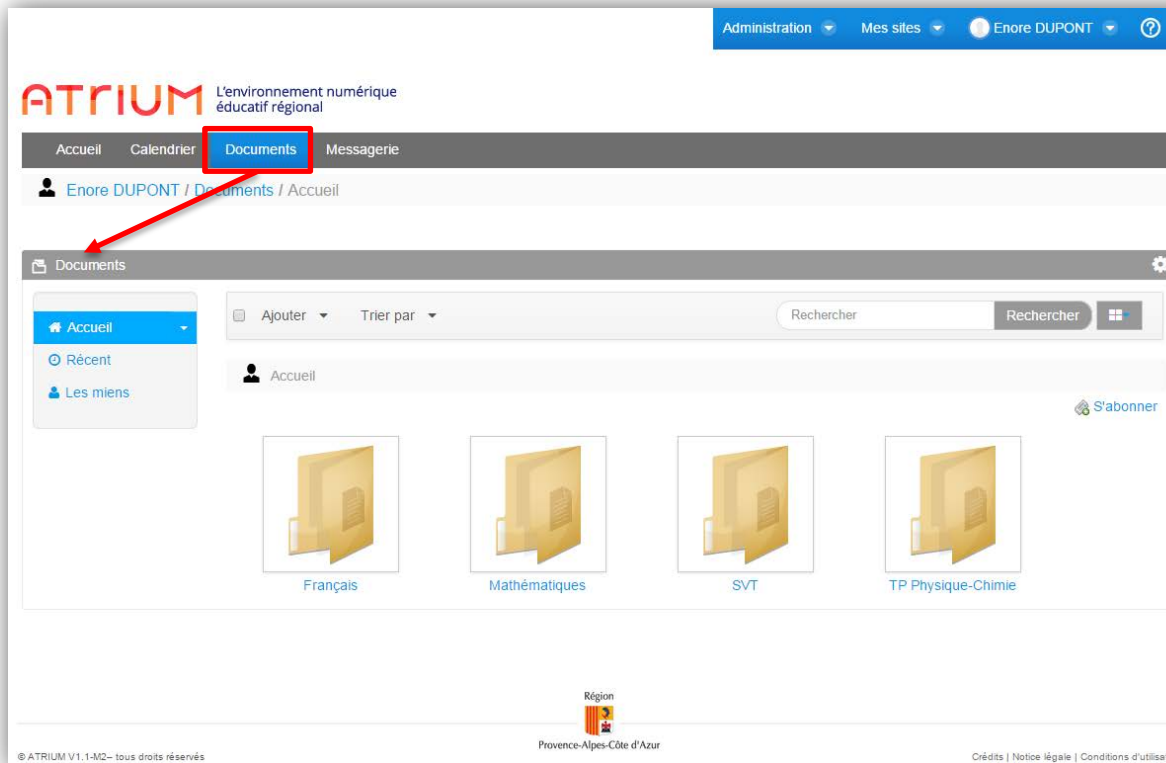 Administration Mes sites Enore DUPONT ?
ATRIUM L'environnement numérique
éducatif régional
Accueil Calendrier Documents Messagerie
Enore DUPONT / Documents / Accueil
Documents
Accueil
Récent
Les miens
Ajouter Trier par Rechercher Rechercher
Accueil
S'abonner
Français Mathématiques SVT TP Physique-Chimie
Région
Provence-Alpes-Côte d'Azur
© ATRIUM V1.1-M2– tous droits réservés
Crédits | Notice légale | Conditions d'utilisa